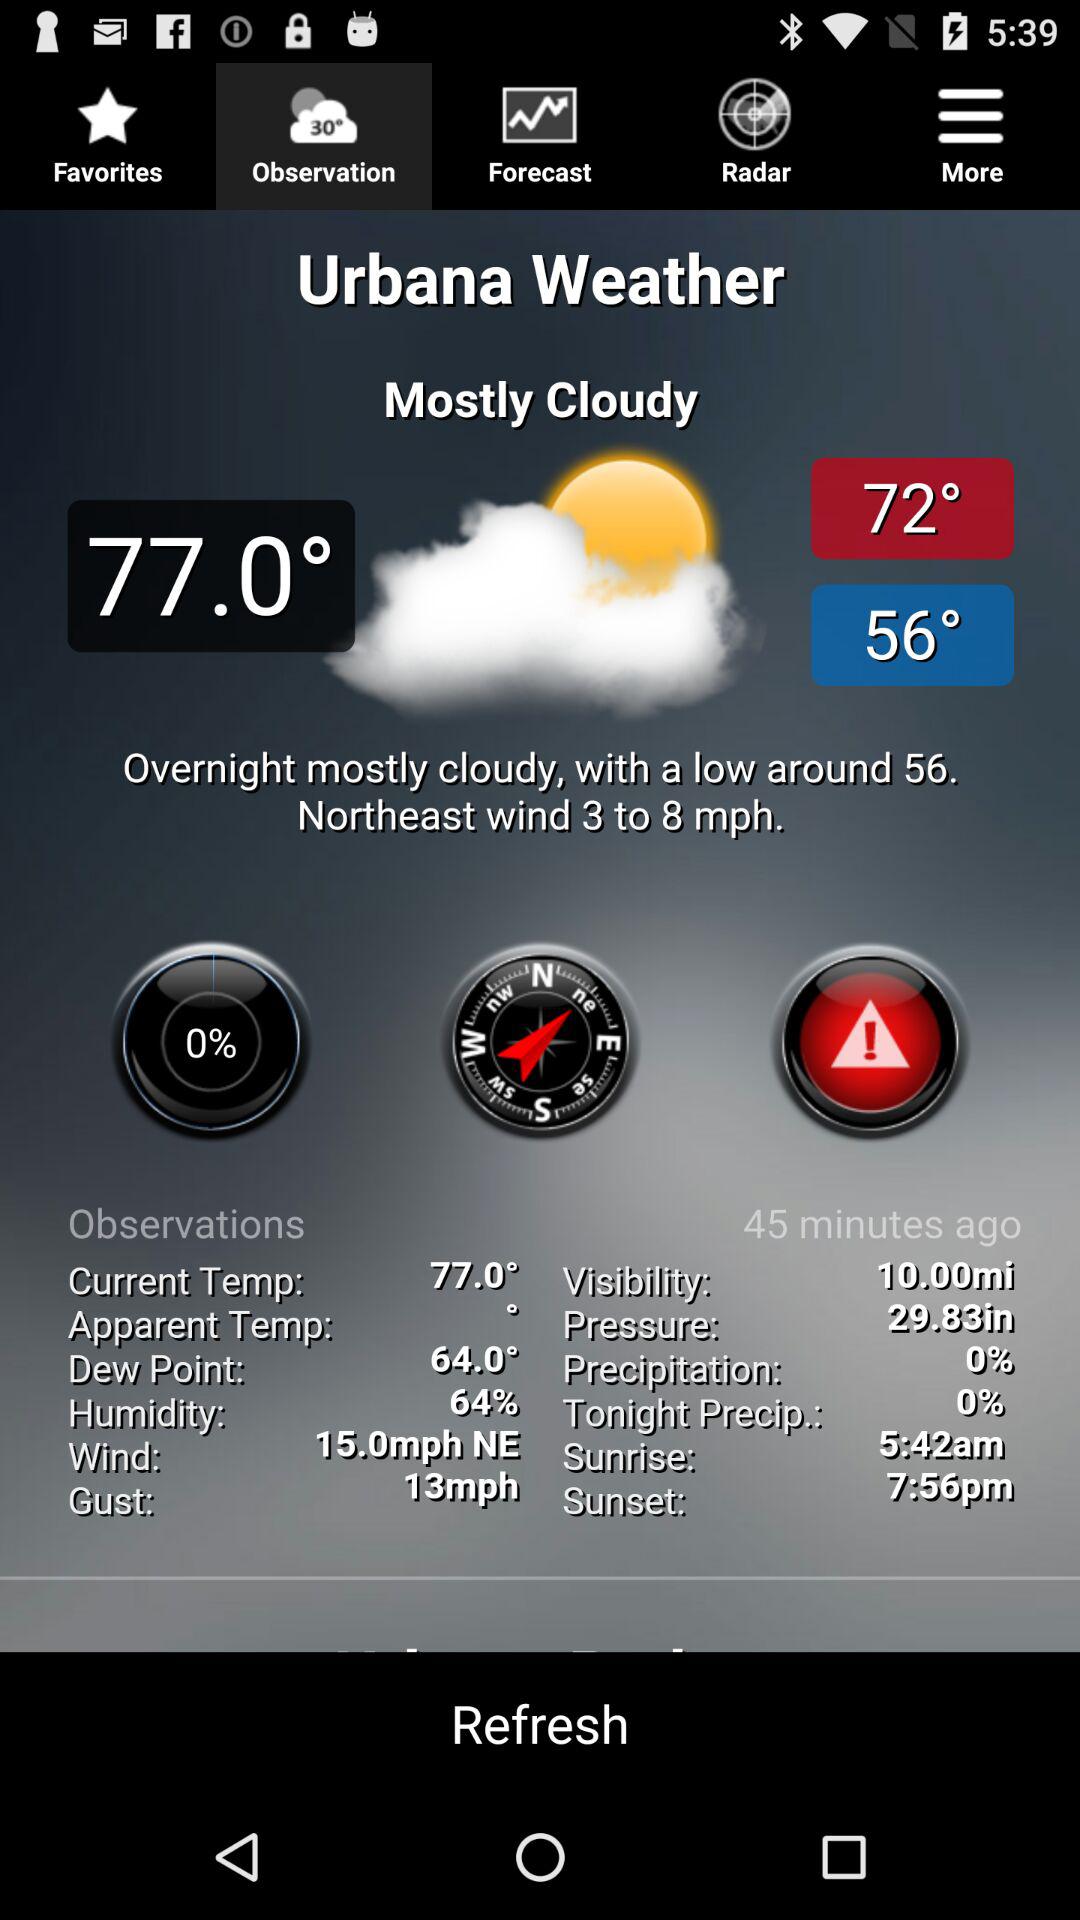 5:39
Favorites 30° Observation Forecast Radar More
Urbana Weather
Mostly Cloudy
72°
77.0°
56°
Overnight mostly cloudy, with a low around 56.
Northeast wind 3 to 8 mph.
0% N ne E se S sw W nw !
Observations 45 minutes ago
Current Temp: 77.0° Visibility: 10.00mi
Apparent Temp: ° Pressure: 29.83in
Dew Point: 64.0° Precipitation: 0%
Humidity: 64% Tonight Precip.: 0%
Wind: 15.0mph NE Sunrise: 5:42am
Gust: 13mph Sunset: 7:56pm
Refresh